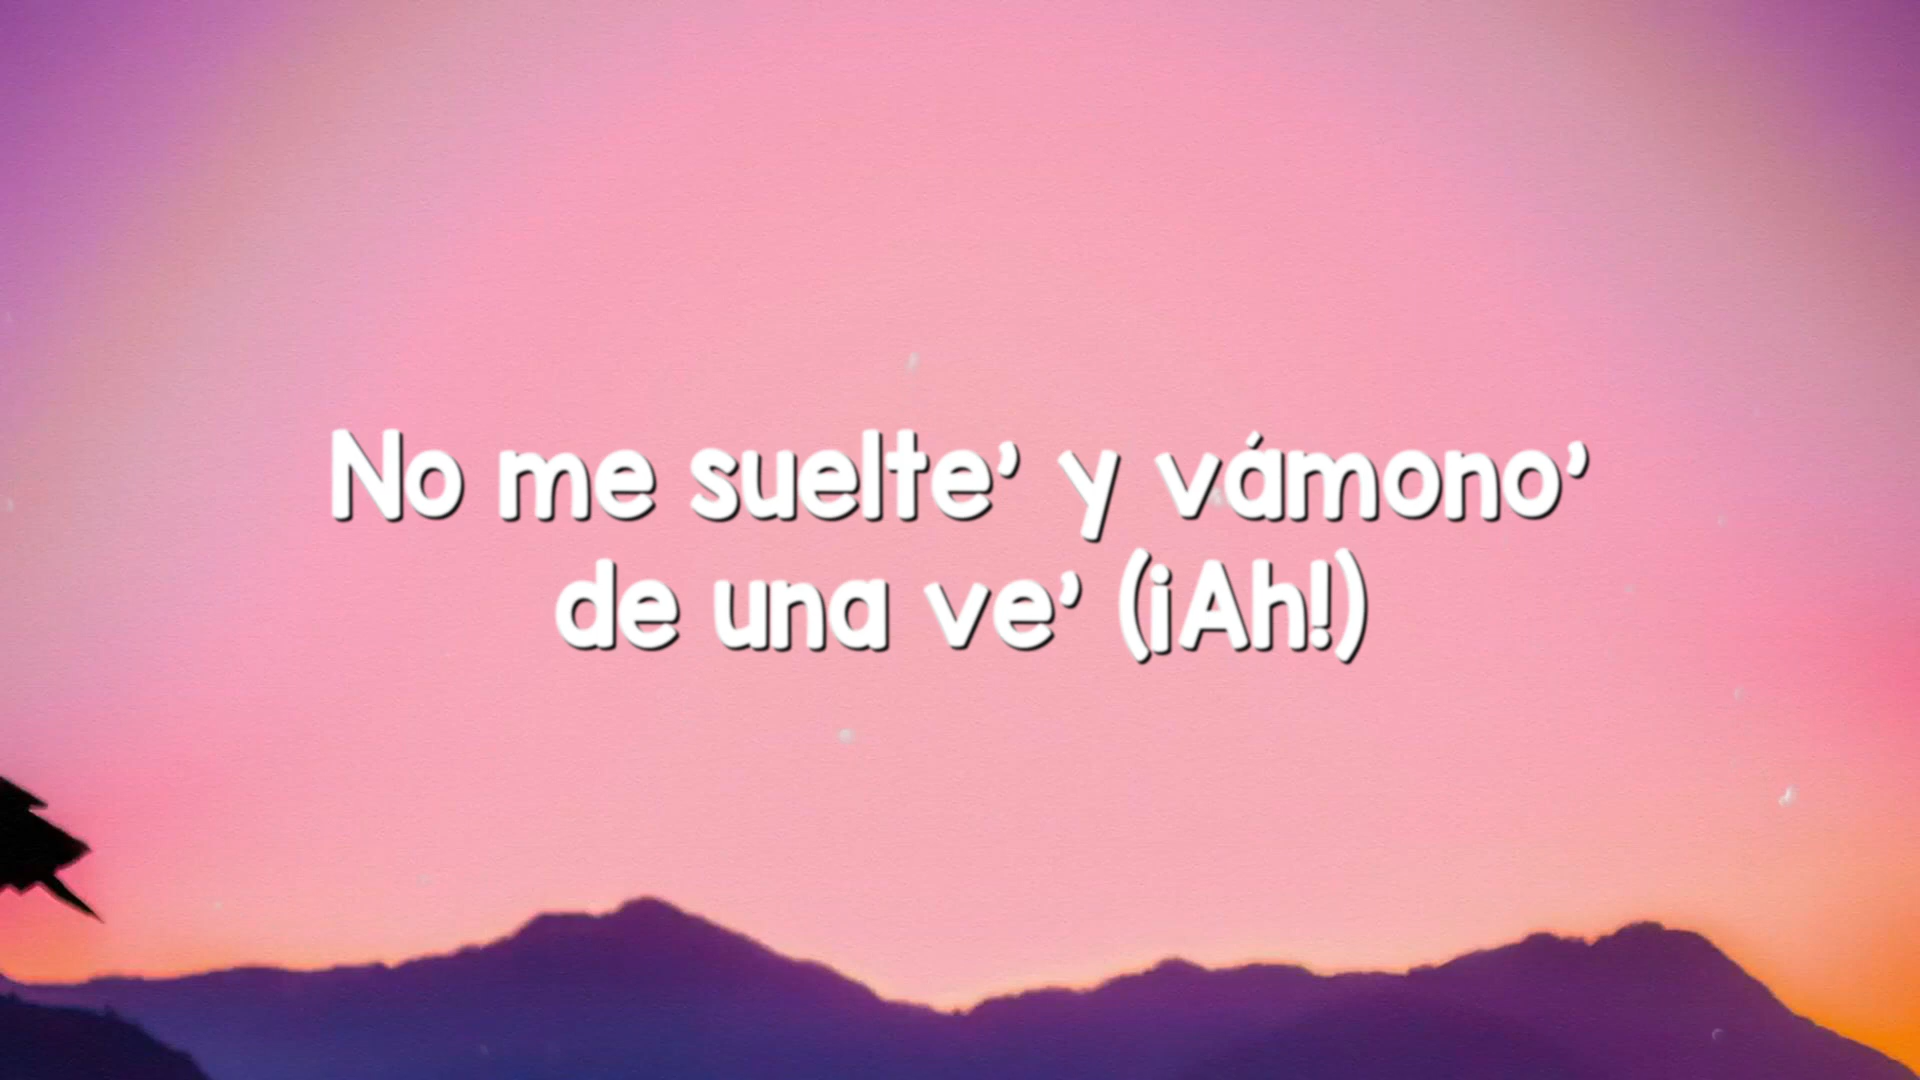 No me suelte’ y vámono’
de una ve’ (¡Ah!)